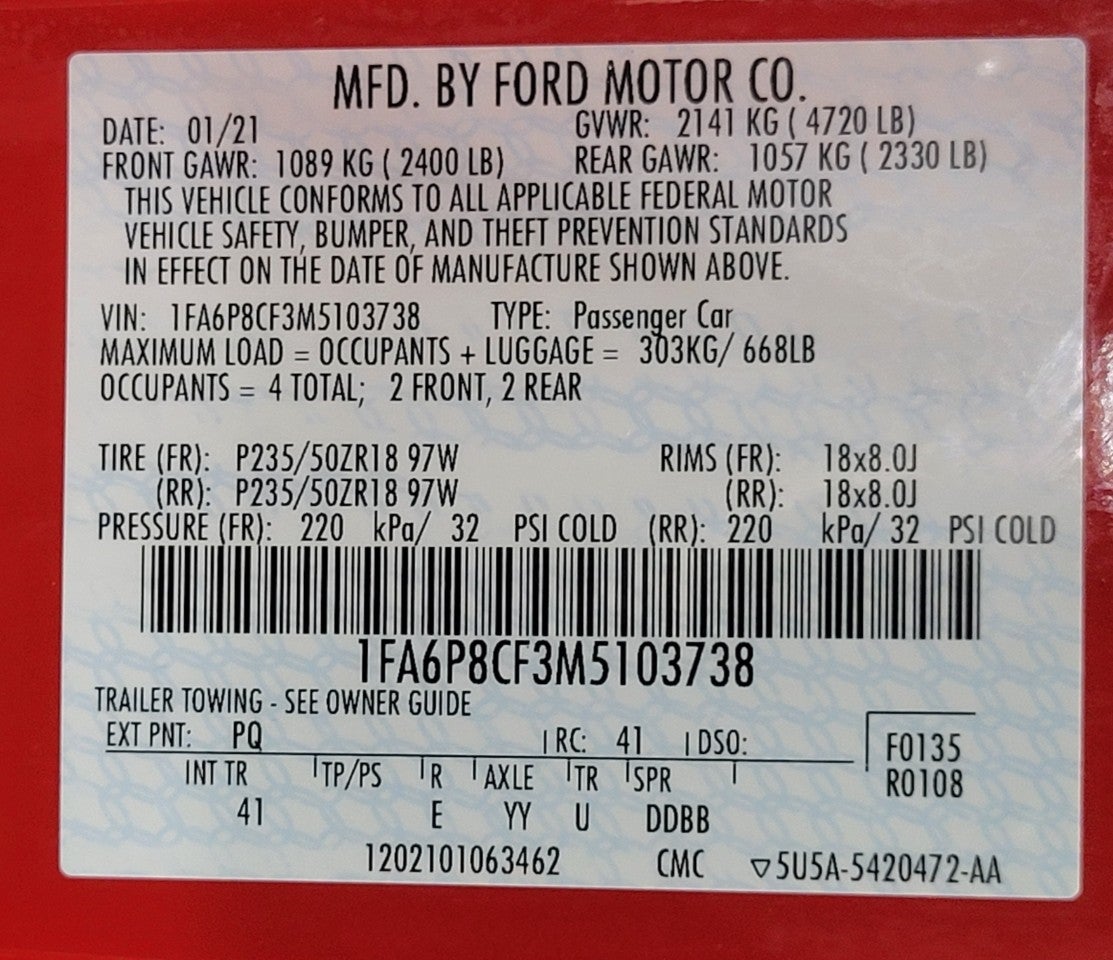 MFD. BY FORD MOTOR CO.
DATE: 01/21 GVWR: 2141 KG ( 4720 LB)
FRONT GAWR: 1089 KG ( 2400 LB) REAR GAWR: 1057 KG ( 2330 LB)
THIS VEHICLE CONFORMS TO ALL APPLICABLE FEDERAL MOTOR
VEHICLE SAFETY, BUMPER, AND THEFT PREVENTION STANDARDS
IN EFFECT ON THE DATE OF MANUFACTURE SHOWN ABOVE.
VIN: 1FA6P8CF3M5103738 TYPE: Passenger Car
MAXIMUM LOAD = OCCUPANTS + LUGGAGE = 303KG/ 668LB
OCCUPANTS = 4 TOTAL; 2 FRONT, 2 REAR
TIRE (FR): P235/50ZR18 97W RIMS (FR): 18x8.0J
(RR): P235/50ZR18 97W (RR): 18x8.0J
PRESSURE (FR): 220 kPa/ 32 PSI COLD (RR): 220 kPa/ 32 PSI COLD
1FA6P8CF3M5103738
TRAILER TOWING - SEE OWNER GUIDE
EXT PNT: PQ RC: 41 DSO: F0135
INT TR TP/PS R AXLE TR SPR R0108
41 E YY U DDBB
1202101063462 CMC ▽5U5A-5420472-AA